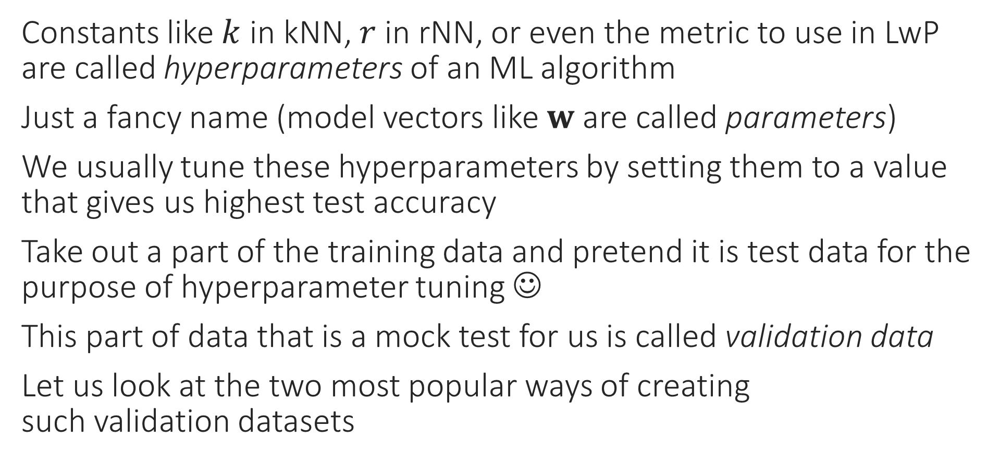 Constants like k in kNN, r in rNN, or even the metric to use in LwP
are called hyperparameters of an ML algorithm
Just a fancy name (model vectors like w are called parameters)
We usually tune these hyperparameters by setting them to a value
that gives us highest test accuracy
Take out a part of the training data and pretend it is test data for the
purpose of hyperparameter tuning ☺
This part of data that is a mock test for us is called validation data
Let us look at the two most popular ways of creating
such validation datasets